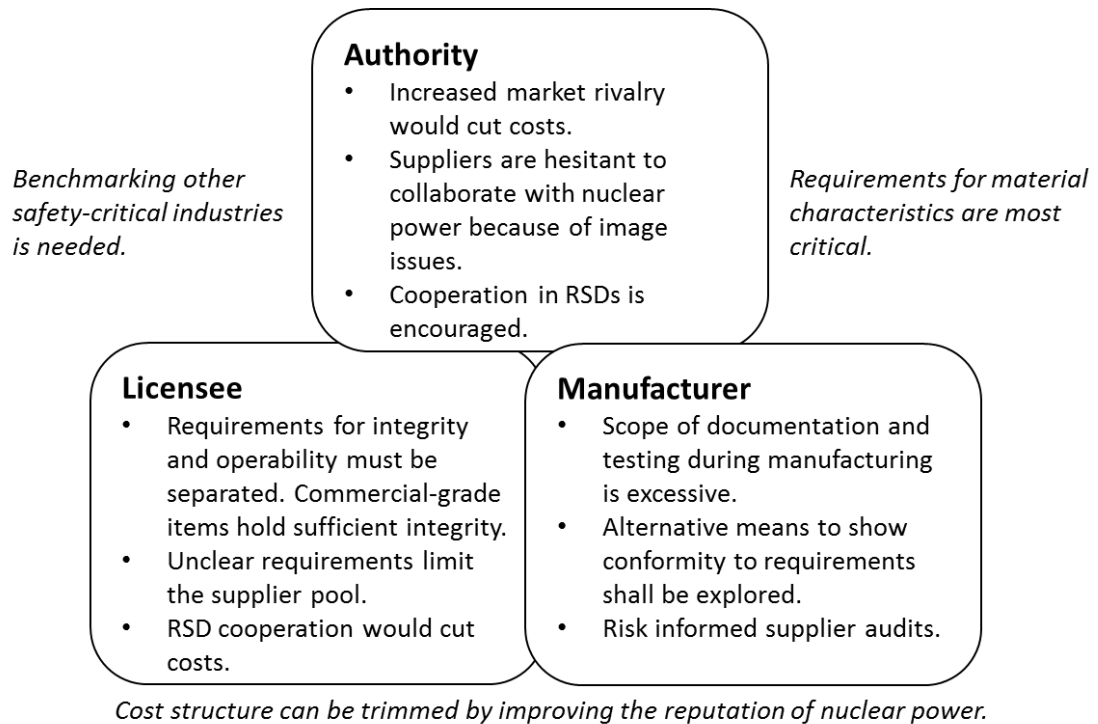 Authority
• Increased market rivalry
would cut costs.
• Suppliers are hesitant to
collaborate with nuclear
power because of image
issues.
• Cooperation in RSDs is
encouraged.
Benchmarking other
safety-critical industries
is needed.
Requirements for material
characteristics are most
critical.
Licensee
• Requirements for integrity
and operability must be
separated. Commercial-grade
items hold sufficient integrity.
• Unclear requirements limit
the supplier pool.
• RSD cooperation would cut
costs.
Manufacturer
• Scope of documentation and
testing during manufacturing
is excessive.
• Alternative means to show
conformity to requirements
shall be explored.
• Risk informed supplier audits.
Cost structure can be trimmed by improving the reputation of nuclear power.